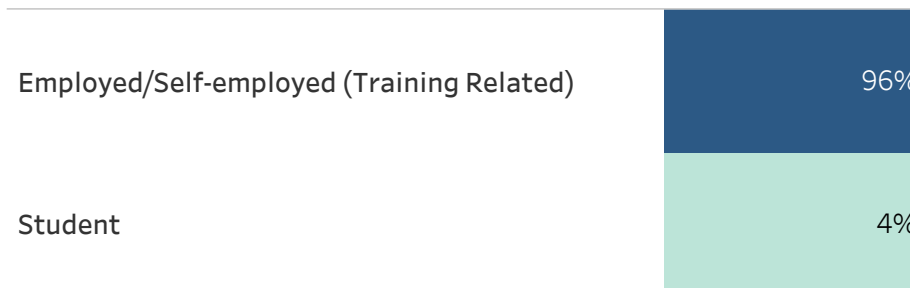 Employed/Self-employed (Training Related) 96%
Student 4%